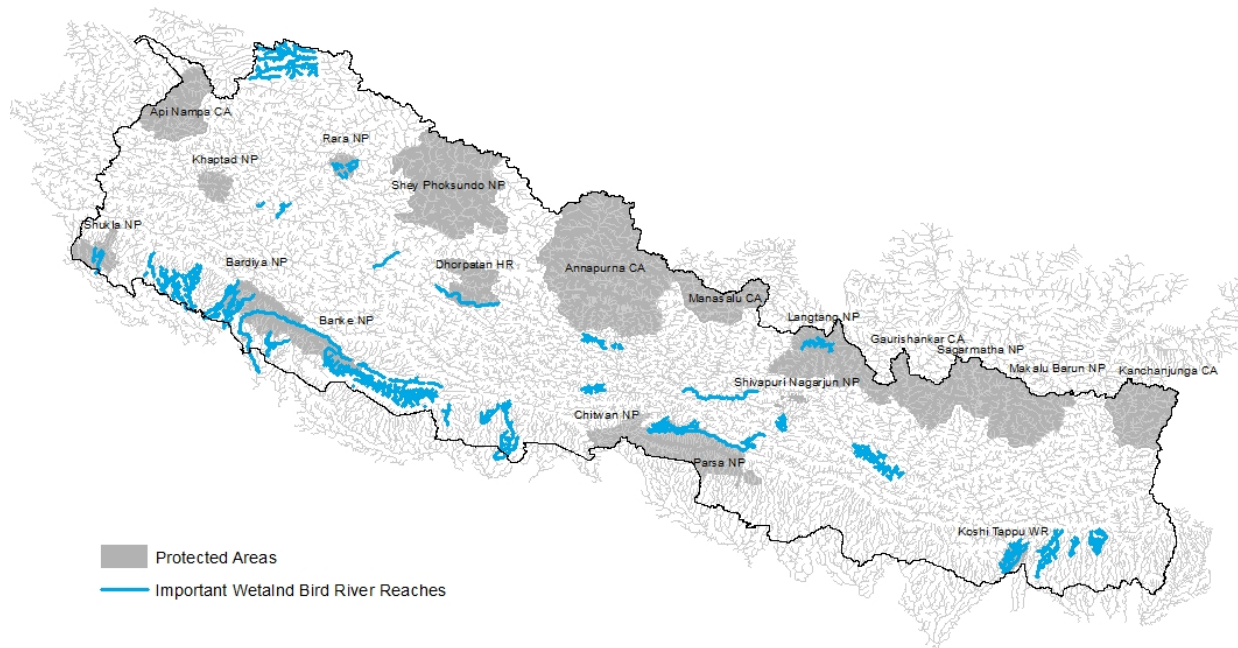 Api Nampa CA
Rara NP
Khaptad NP
Shey Phoksundo NP
Shukla NP
Bardiya NP
Dhorpatan HR
Annapurna CA
Manasalu CA
Banke NP
Langtang NP
Gaurishankar CA
Sagarmatha NP
Makalu Barun NP
Kanchanjunga CA
Shivapuri Nagarjun NP
Chitwan NP
Parsa NP
Koshi Tappu WR
Protected Areas
Important Wetalnd Bird River Reaches